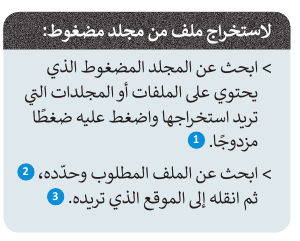 لاستخراج ملف من مجلد مضغوط:
> ابحث عن المجلد المضغوط الذي
يحتوي على الملفات أو المجلدات التي
تريد استخراجها واضغط عليه ضغطًا
مزدوجًا. 1
> ابحث عن الملف المطلوب وحدّده، 2
ثم انقله إلى الموقع الذي تريده. 3